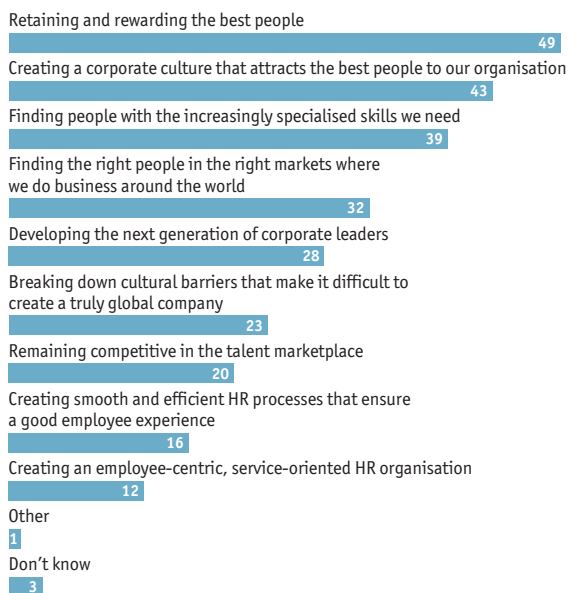 Retaining and rewarding the best people
49
Creating a corporate culture that attracts the best people to our organisation
43
Finding people with the increasingly specialised skills we need
39
Finding the right people in the right markets where
we do business around the world
32
Developing the next generation of corporate leaders
28
Breaking down cultural barriers that make it difficult to
create a truly global company
23
Remaining competitive in the talent marketplace
20
Creating smooth and efficient HR processes that ensure
a good employee experience
16
Creating an employee-centric, service-oriented HR organisation
12
Other
1
Don’t know
3